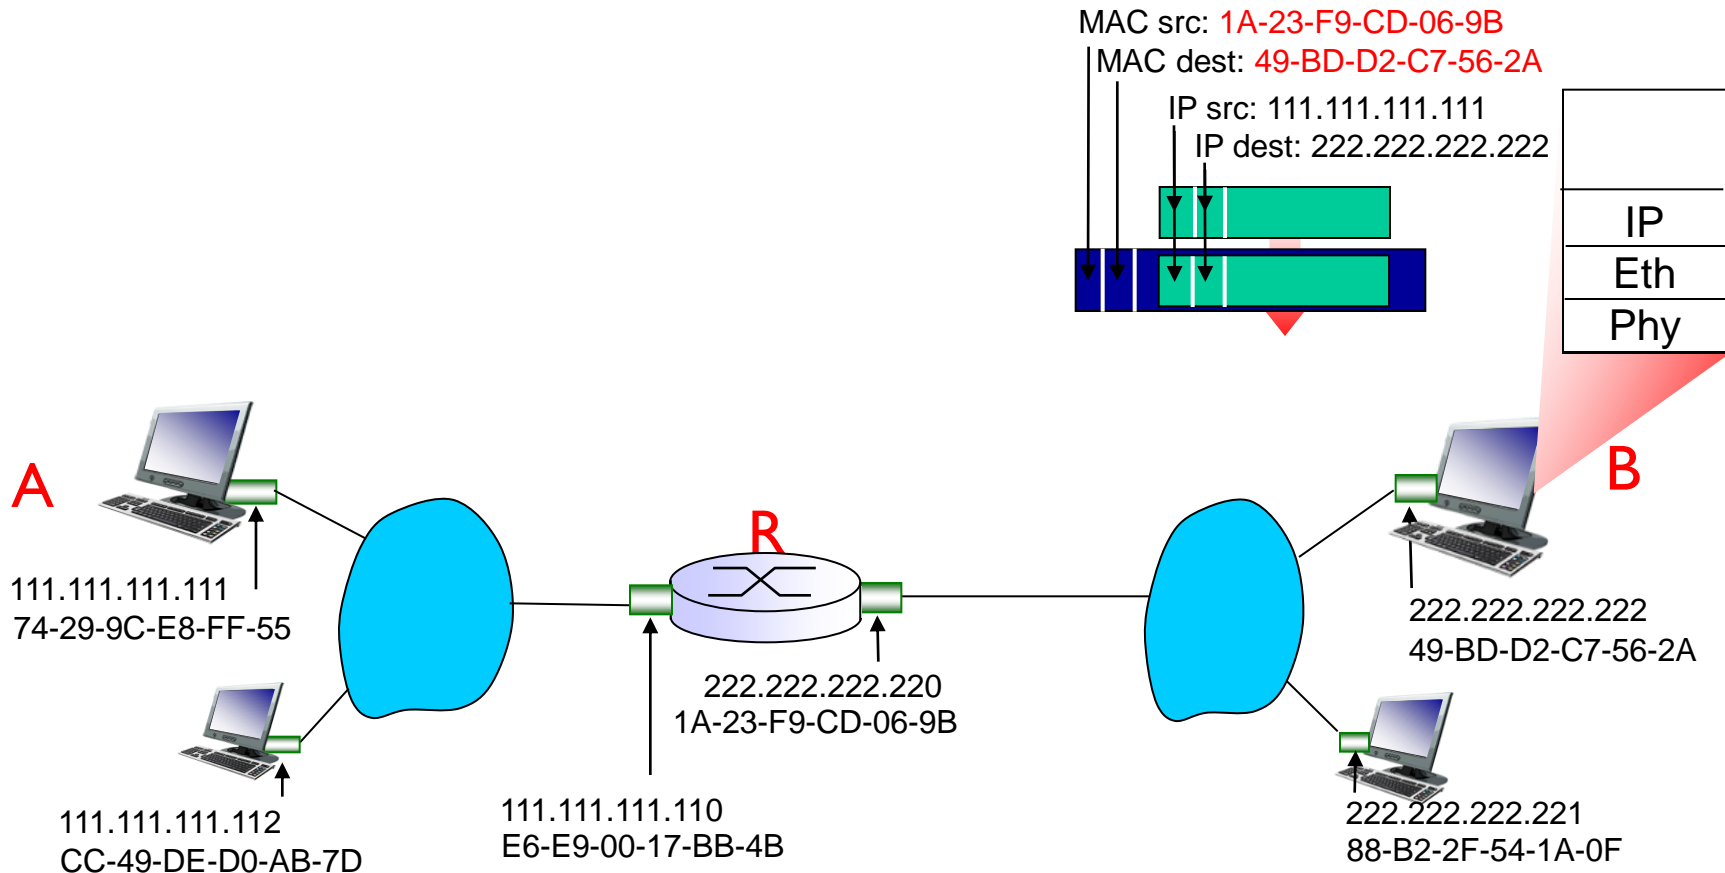 MAC src: 1A-23-F9-CD-06-9B
MAC dest: 49-BD-D2-C7-56-2A
IP src: 111.111.111.111
IP dest: 222.222.222.222
IP
Eth
Phy
A
R
B
111.111.111.111
74-29-9C-E8-FF-55
222.222.222.222
49-BD-D2-C7-56-2A
222.222.222.220
1A-23-F9-CD-06-9B
111.111.111.112
CC-49-DE-D0-AB-7D
111.111.111.110
E6-E9-00-17-BB-4B
222.222.222.221
88-B2-2F-54-1A-0F